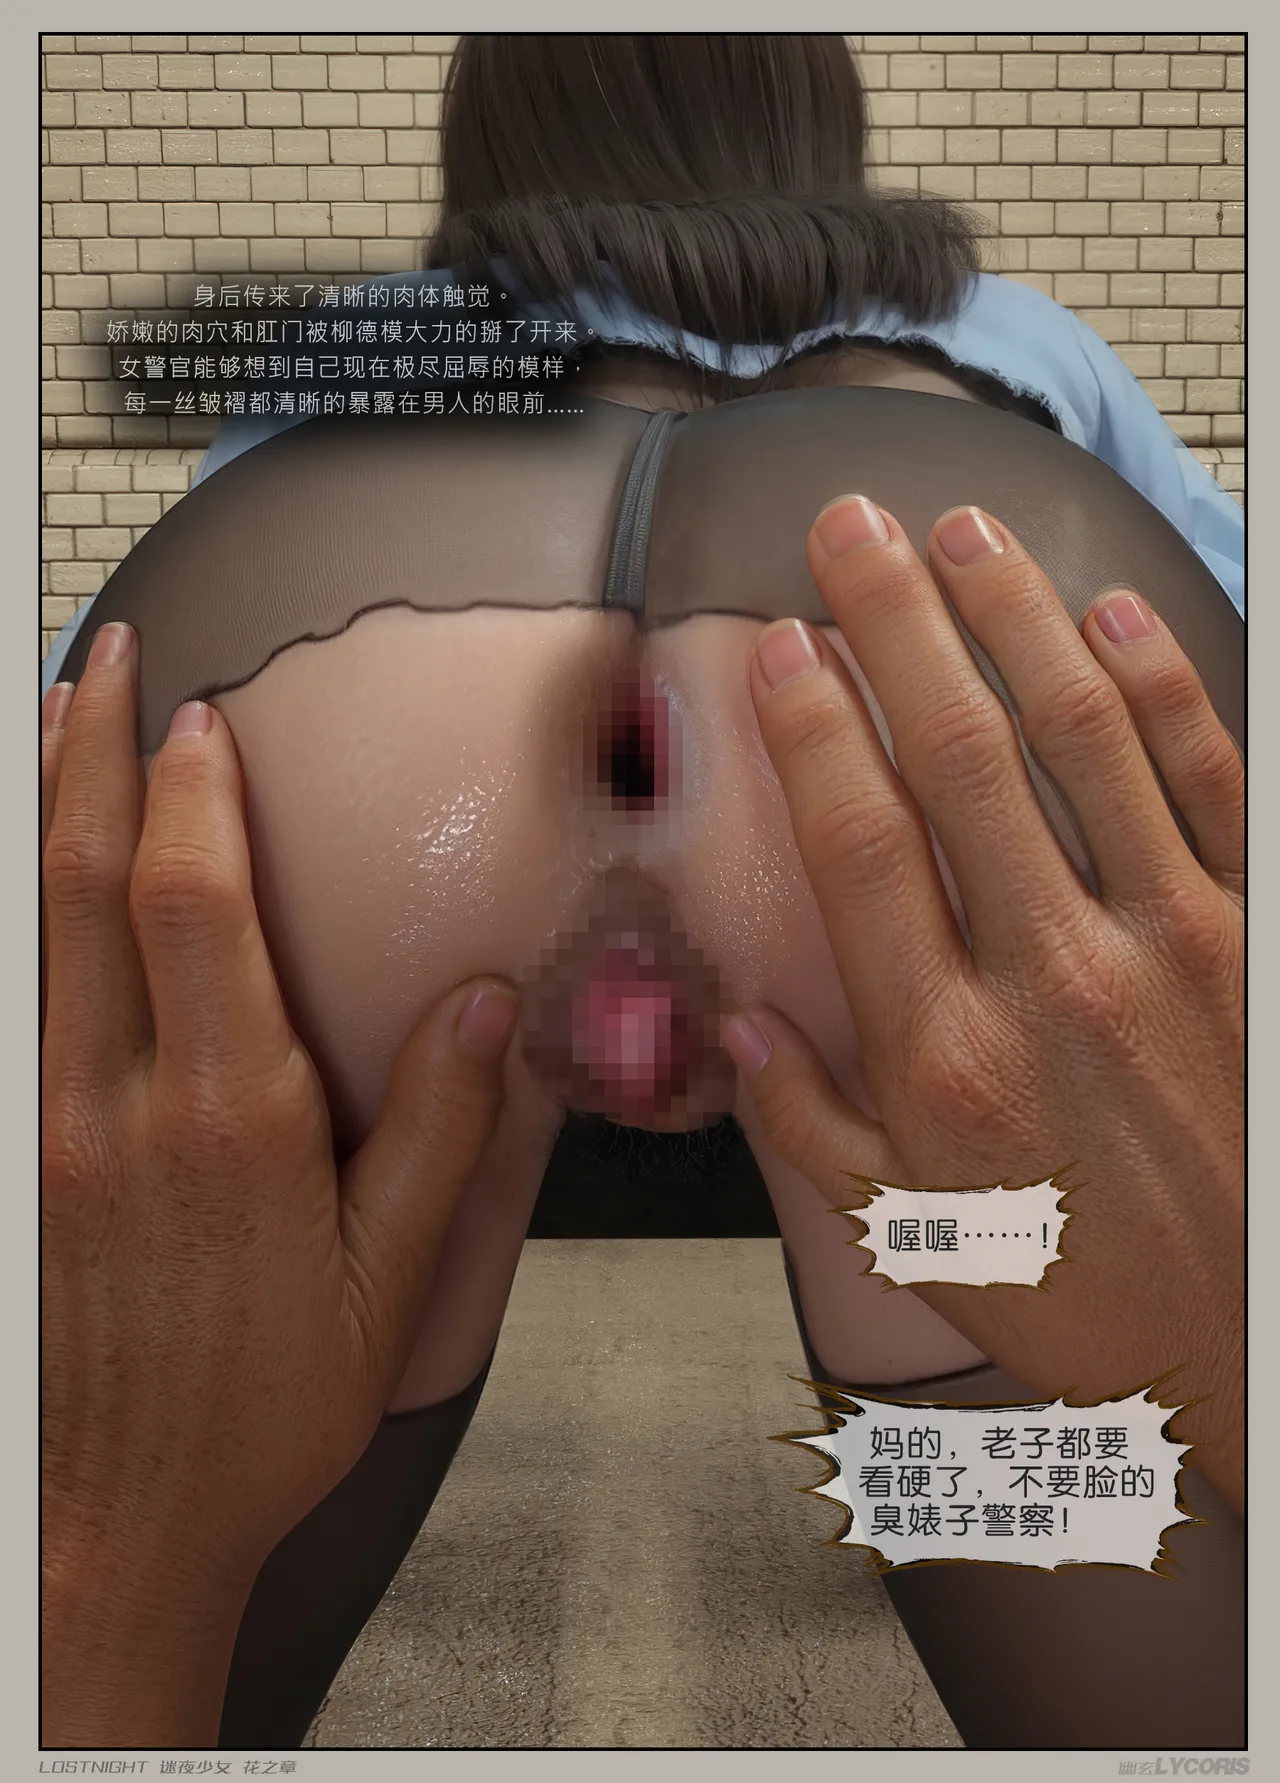 身后传来了清晰的肉体触觉。
娇嫩的肉穴和肛门被柳德模大力的掰了开来。
女警官能够想到自己现在极尽屈辱的模样，
每一丝皱褶都清晰的暴露在男人的眼前……
喔喔……！
妈的，老子都要
看硬了，不要脸的
臭婊子警察！
LOSTNIGHT 迷夜少女 花之章
幽玄LYCORIS